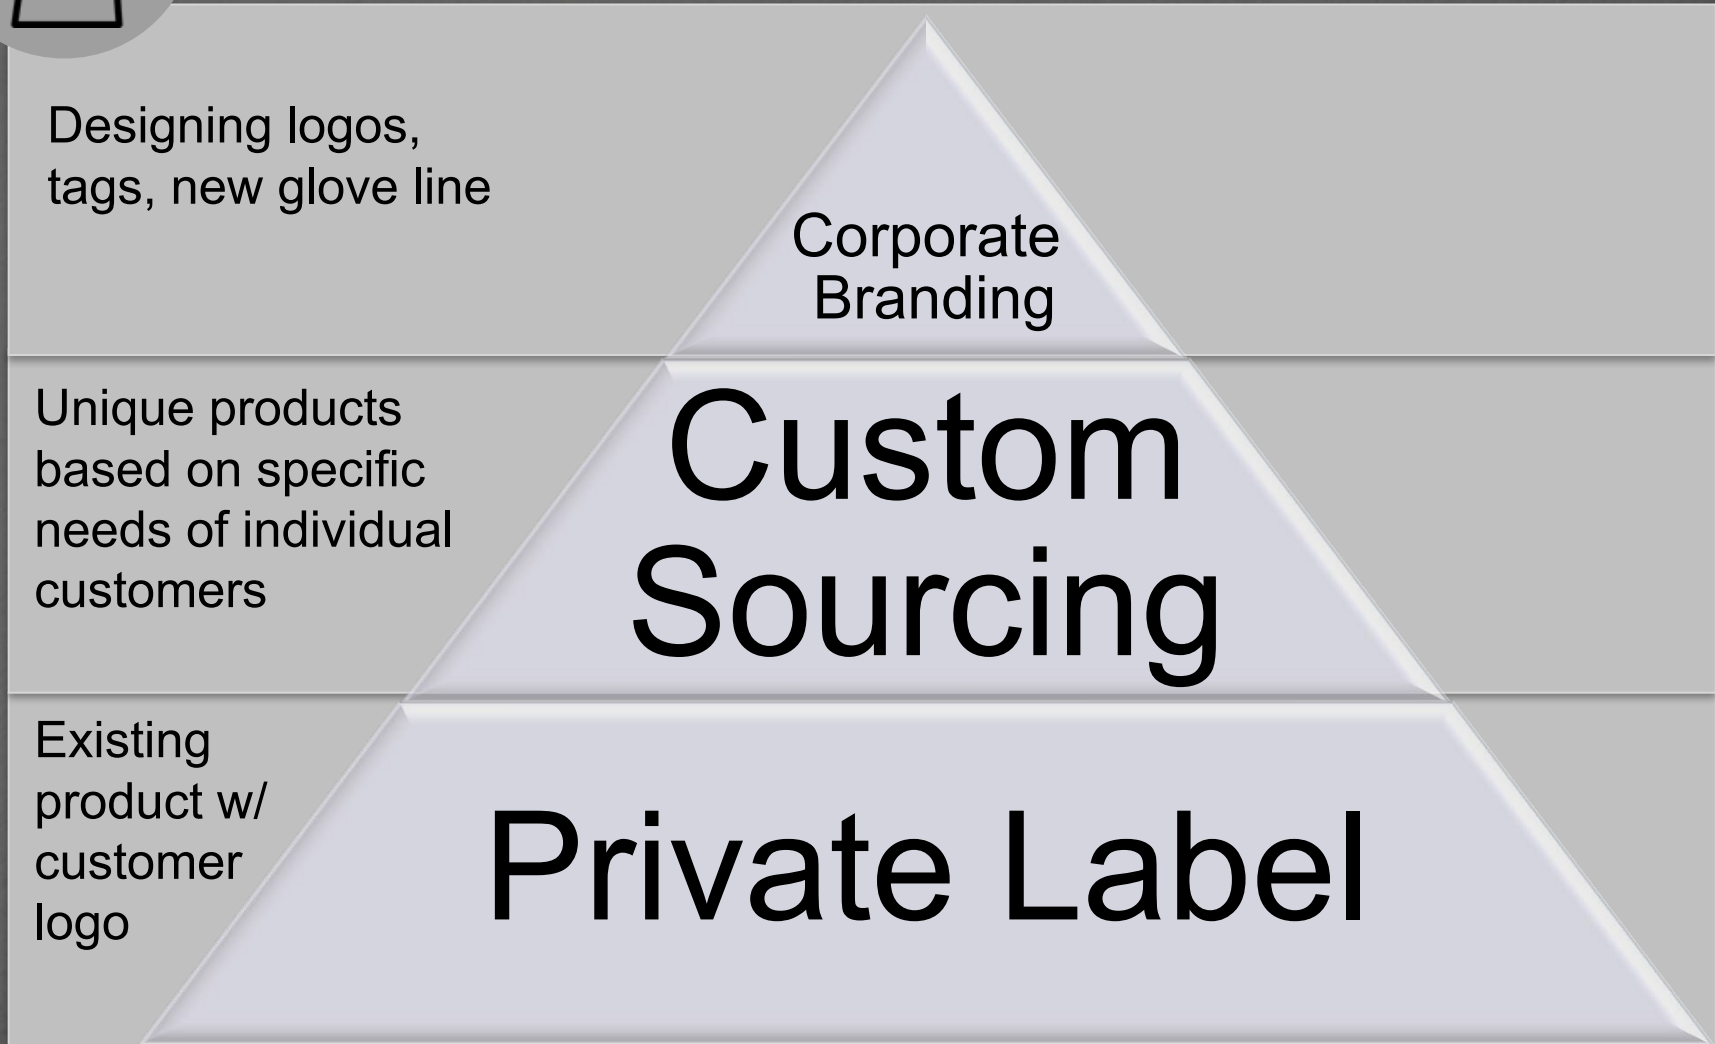 Designing logos,
tags, new glove line
Corporate
Branding
Unique products
based on specific
needs of individual
customers
Custom
Sourcing
Existing
product w/
customer
logo
Private Label